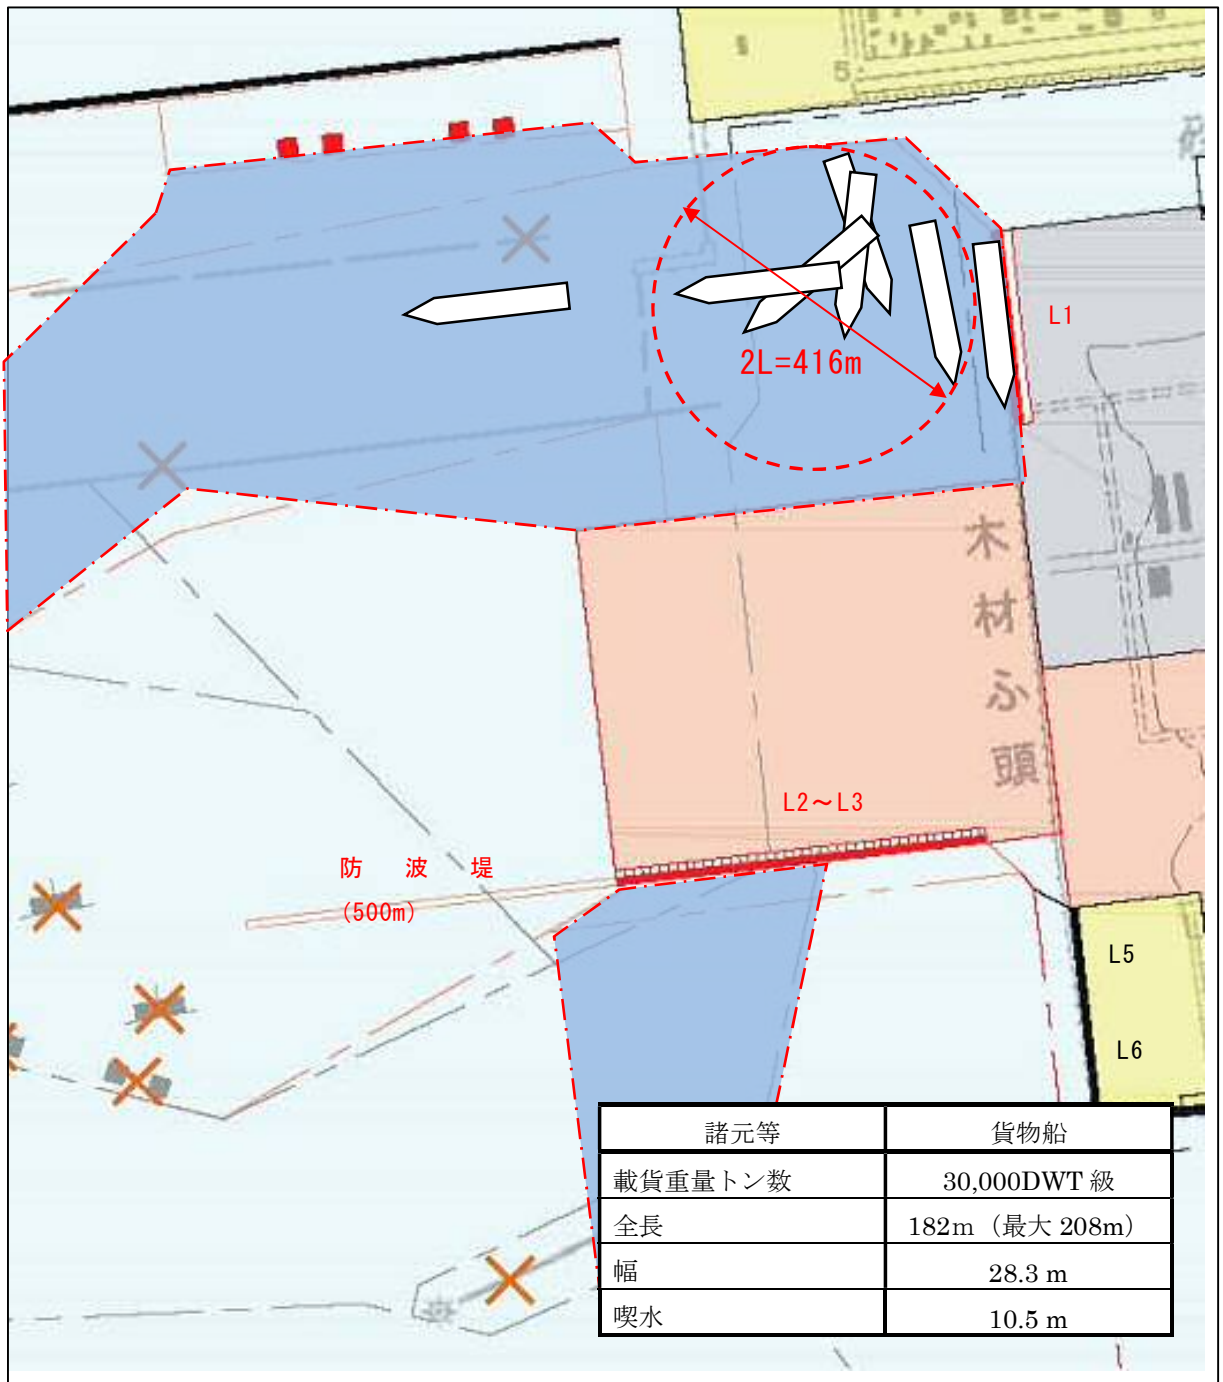 5
L1
2L=416m
木材ふ頭
L2～L3
防波堤
(500m)
L5
L6
諸元等 貨物船
載貨重量トン数 30,000DWT 級
全長 182m（最大 208m）
幅 28.3 m
喫水 10.5 m